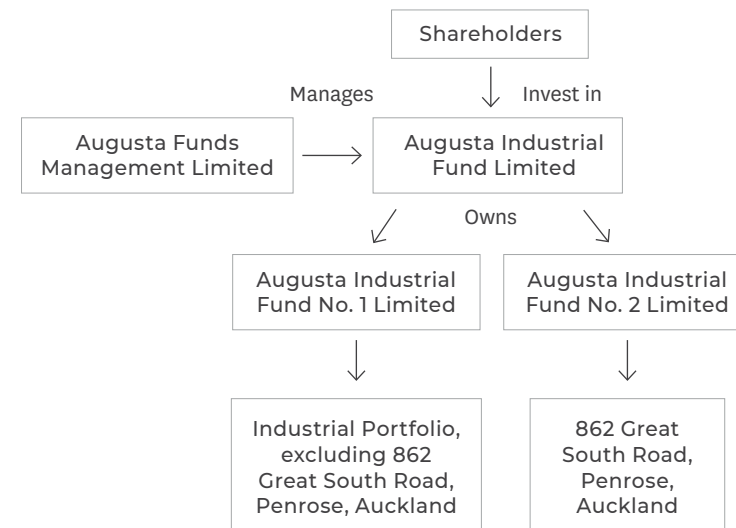 Shareholders
Manages
Invest in
Augusta Funds
Management Limited
Augusta Industrial
Fund Limited
Owns
Augusta Industrial
Fund No. 1 Limited
Augusta Industrial
Fund No. 2 Limited
Industrial Portfolio,
excluding 862
Great South Road,
Penrose, Auckland
862 Great
South Road,
Penrose,
Auckland